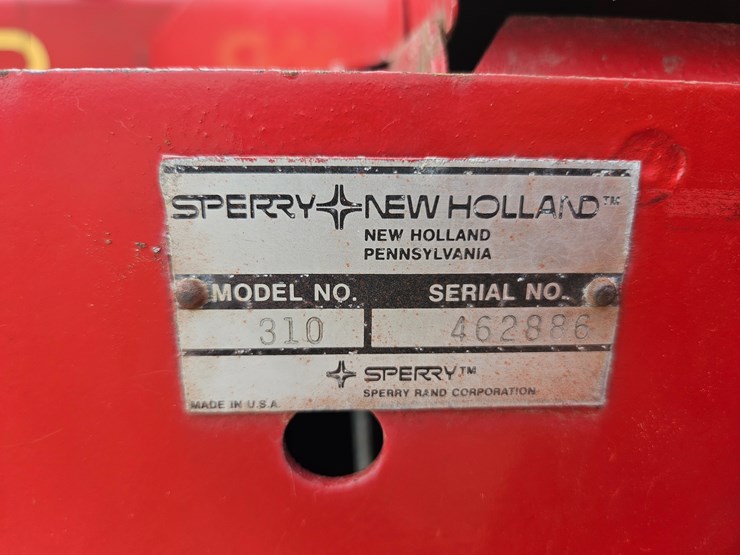 SPERRY NEW HOLLAND™
NEW HOLLAND
PENNSYLVANIA
MODEL NO. SERIAL NO.
310 462886
SPERRY™
SPERRY RAND CORPORATION
MADE IN U.S.A.